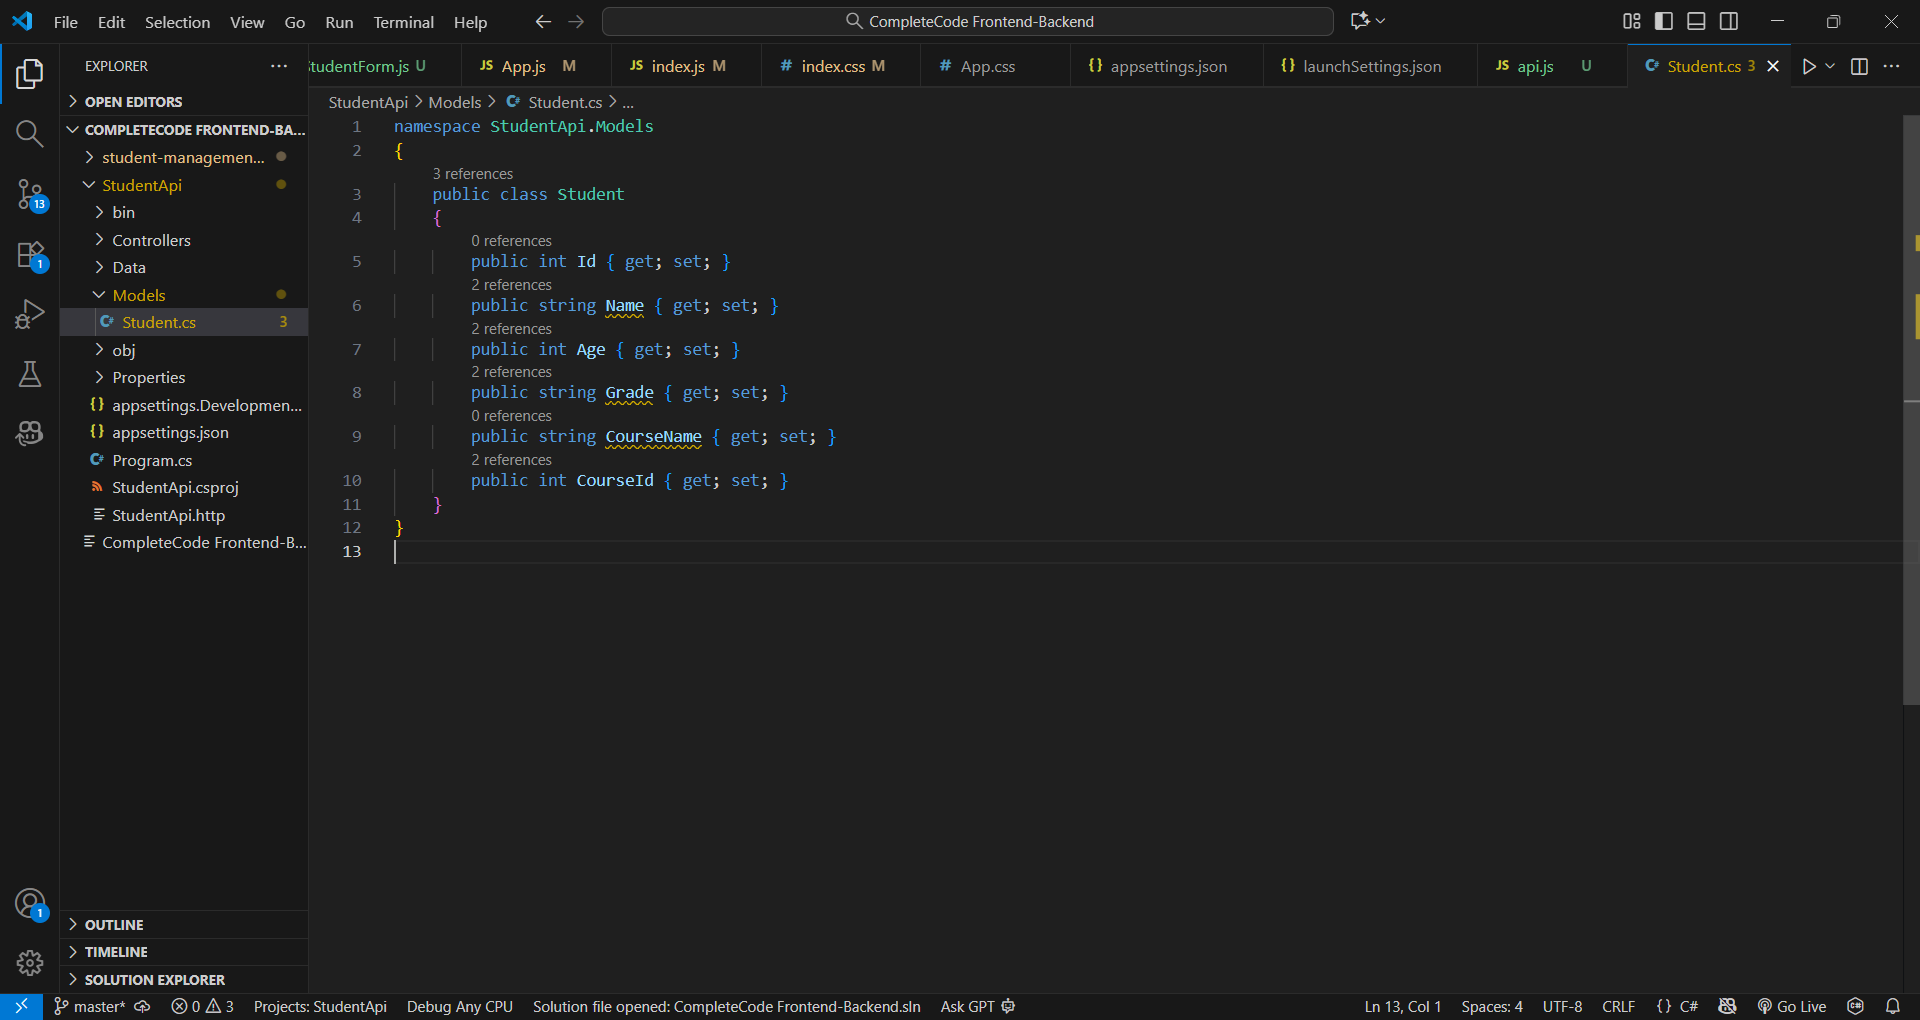 File Edit Selection View Go Run Terminal Help
CompleteCode Frontend-Backend
EXPLORER
OPEN EDITORS
COMPLETECODE FRONTEND-BA...
student-managemen...
StudentApi
bin
Controllers
Data
Models
C# Student.cs 3
obj
Properties
{} appsettings.Developmen...
{} appsettings.json
C# Program.cs
StudentApi.csproj
StudentApi.http
CompleteCode Frontend-B...
OUTLINE
TIMELINE
SOLUTION EXPLORER
13
1
1
StudentForm.js U JS App.js M JS index.js M # index.css M # App.css {} appsettings.json {} launchSettings.json JS api.js U C# Student.cs 3
StudentApi > Models > C# Student.cs > ...
1 namespace StudentApi.Models
2 {
3 references
3 public class Student
4 {
0 references
5 public int Id { get; set; }
2 references
6 public string Name { get; set; }
2 references
7 public int Age { get; set; }
2 references
8 public string Grade { get; set; }
0 references
9 public string CourseName { get; set; }
2 references
10 public int CourseId { get; set; }
11 }
12 }
13
master* 0 3 Projects: StudentApi Debug Any CPU Solution file opened: CompleteCode Frontend-Backend.sln Ask GPT Ln 13, Col 1 Spaces: 4 UTF-8 CRLF {} C# Go Live